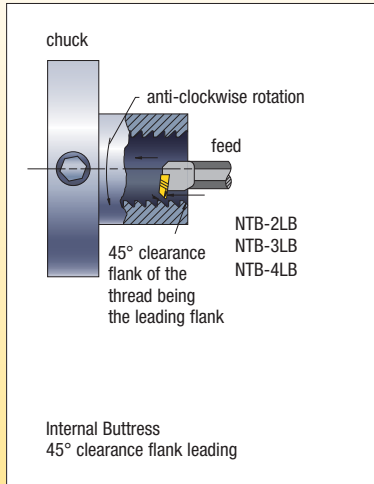 chuck
anti-clockwise rotation
feed
NTB-2LB
NTB-3LB
NTB-4LB
45° clearance
flank of the
thread being
the leading flank
Internal Buttress
45° clearance flank leading